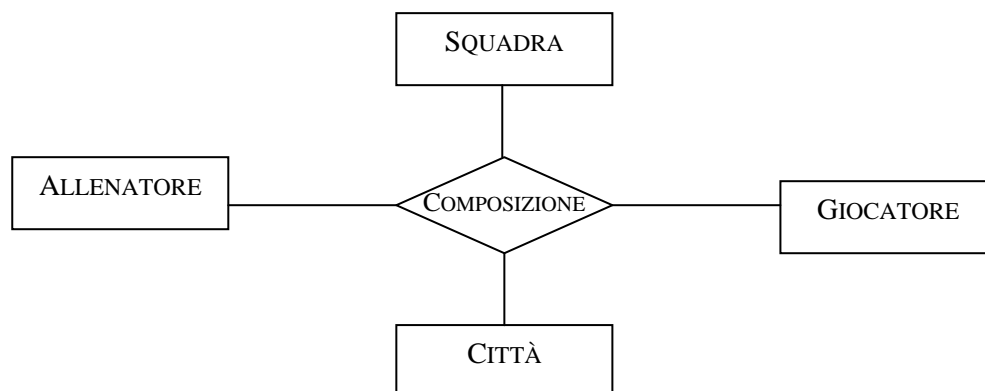 SQUADRA
ALLENATORE
COMPOSIZIONE
GIOCATORE
CITTÀ